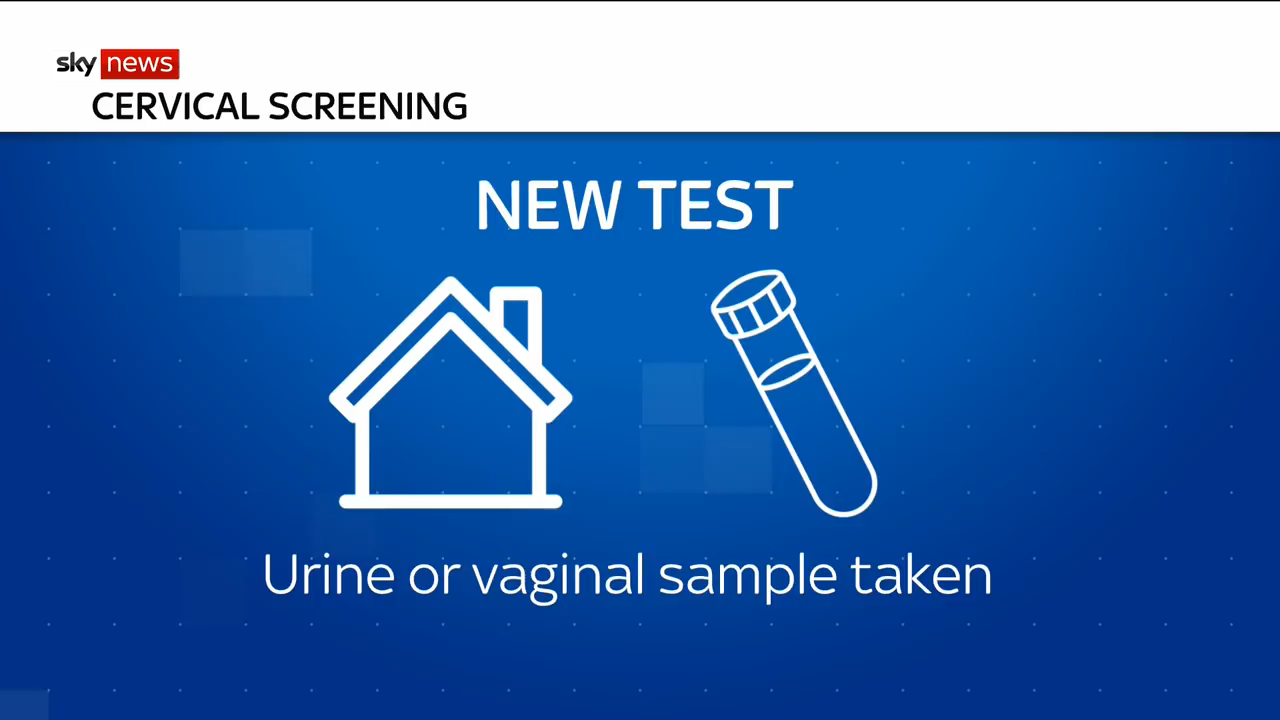 sky news
CERVICAL SCREENING
NEW TEST
Urine or vaginal sample taken